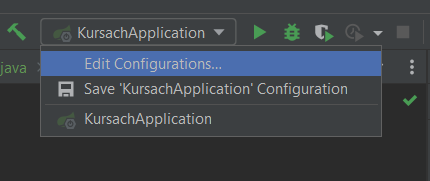 KursachApplication
Edit Configurations...
java
Save 'KursachApplication' Configuration
KursachApplication